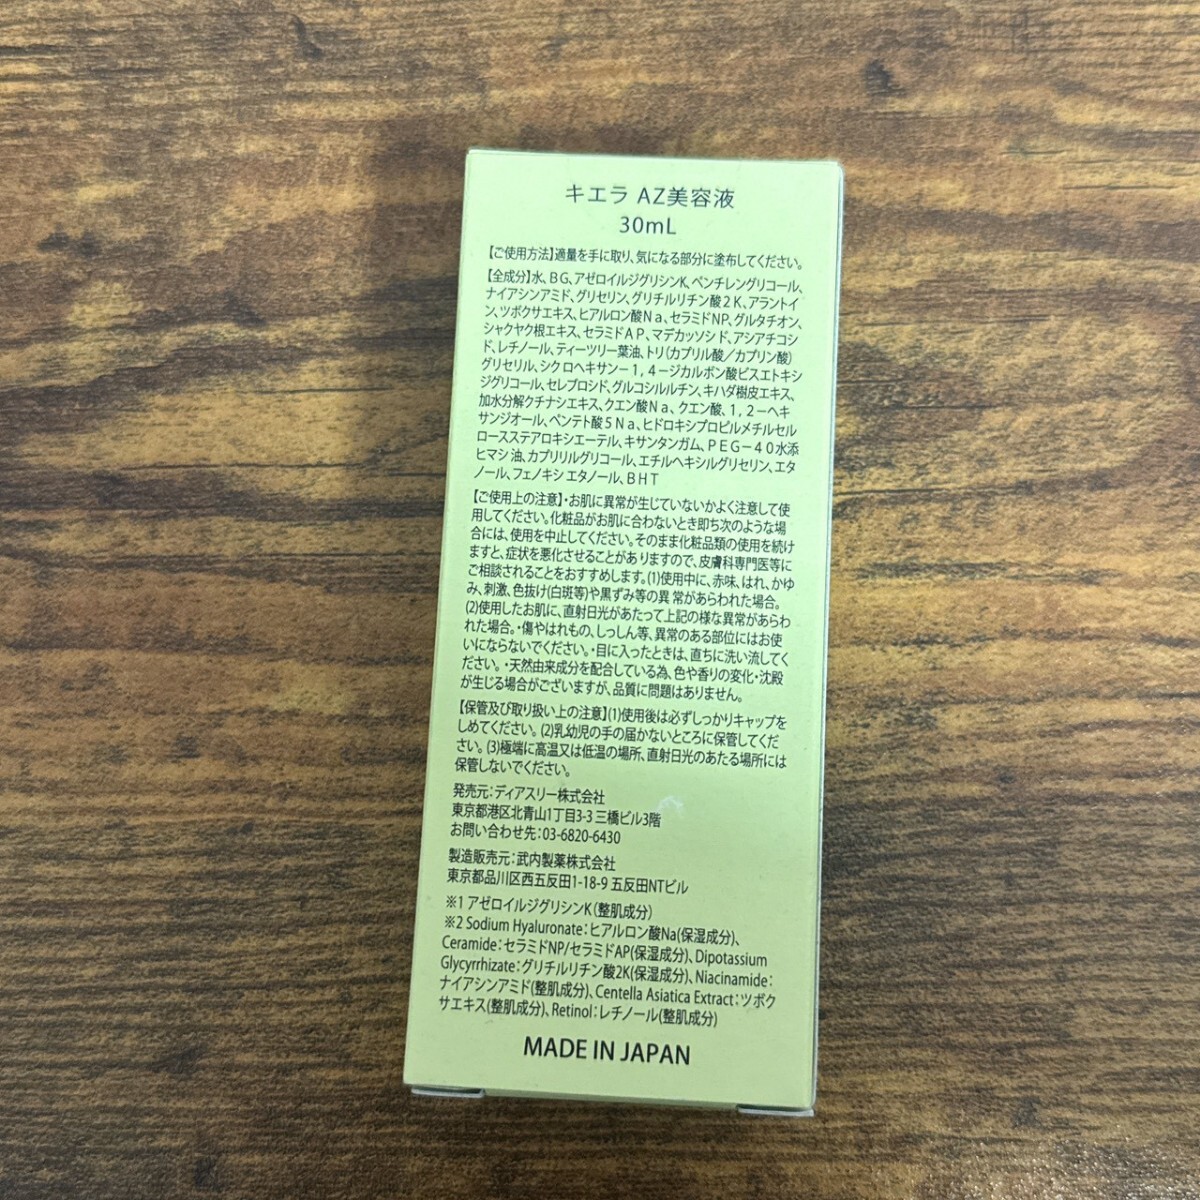 キエラ AZ美容液
30mL
【ご使用方法】適量を手に取り、気になる部分に塗布してください。
【全成分】水、BG、アゼロイルジグリシンK、ペンチレングリコール、
ナイアシンアミド、グリセリン、グリチルリチン酸2K、アラントイ
ン、ツボクサエキス、ヒアルロン酸Na、セラミドNP、グルタチオン、
シャクヤク根エキス、セラミドAP、マデカッソシド、アシアチコシ
ド、レチノール、ティーツリー葉油、トリ(カプリル酸/カプリン酸)
グリセリル、シクロヘキサン-1,4-ジカルボン酸ビスエトキシ
ジグリコール、セレブロシド、グルコシルルチン、キハダ樹皮エキス、
加水分解クチナシエキス、クエン酸Na、クエン酸、1,2-ヘキ
サンジオール、ペンテト酸5Na、ヒドロキシプロピルメチルセル
ロースステアロキシエーテル、キサンタンガム、PEG-40水添
ヒマシ油、カプリリルグリコール、エチルヘキシルグリセリン、エタ
ノール、フェノキシエタノール、BHT
【ご使用上の注意】・お肌に異常が生じていないかよく注意して使
用してください。化粧品がお肌に合わないとき即ち次のような場
合には、使用を中止してください。そのまま化粧品類の使用を続け
ますと、症状を悪化させることがありますので、皮膚科専門医等に
ご相談されることをおすすめします。(1)使用中に、赤味、はれ、かゆ
み、刺激、色抜け(白斑等)や黒ずみ等の異常があらわれた場合。
(2)使用したお肌に、直射日光があたって上記の様な異常があらわ
れた場合。・傷やはれもの、しっしん等、異常のある部位にはお使
いにならないでください。・目に入ったときは、直ちに洗い流してく
ださい。・天然由来成分を配合している為、色や香りの変化・沈殿
が生じる場合がございますが、品質に問題はありません。
【保管及び取り扱い上の注意】(1)使用後は必ずしっかりキャップを
しめてください。(2)乳幼児の手の届かないところに保管してくだ
さい。(3)極端に高温又は低温の場所、直射日光のあたる場所には
保管しないでください。
発売元:ディアスリー株式会社
東京都港区北青山1丁目3-3 三橋ビル3階
お問い合わせ先:03-6820-6430
製造販売元:武内製薬株式会社
東京都品川区西五反田1-18-9 五反田NTビル
※1 アゼロイルジグリシンK(整肌成分)
※2 Sodium Hyaluronate:ヒアルロン酸Na(保湿成分)、
Ceramide:セラミドNP/セラミドAP(保湿成分)、Dipotassium
Glycyrrhizate:グリチルリチン酸2K(保湿成分)、Niacinamide:
ナイアシンアミド(整肌成分)、Centella Asiatica Extract:ツボク
サエキス(整肌成分)、Retinol:レチノール(整肌成分)
MADE IN JAPAN